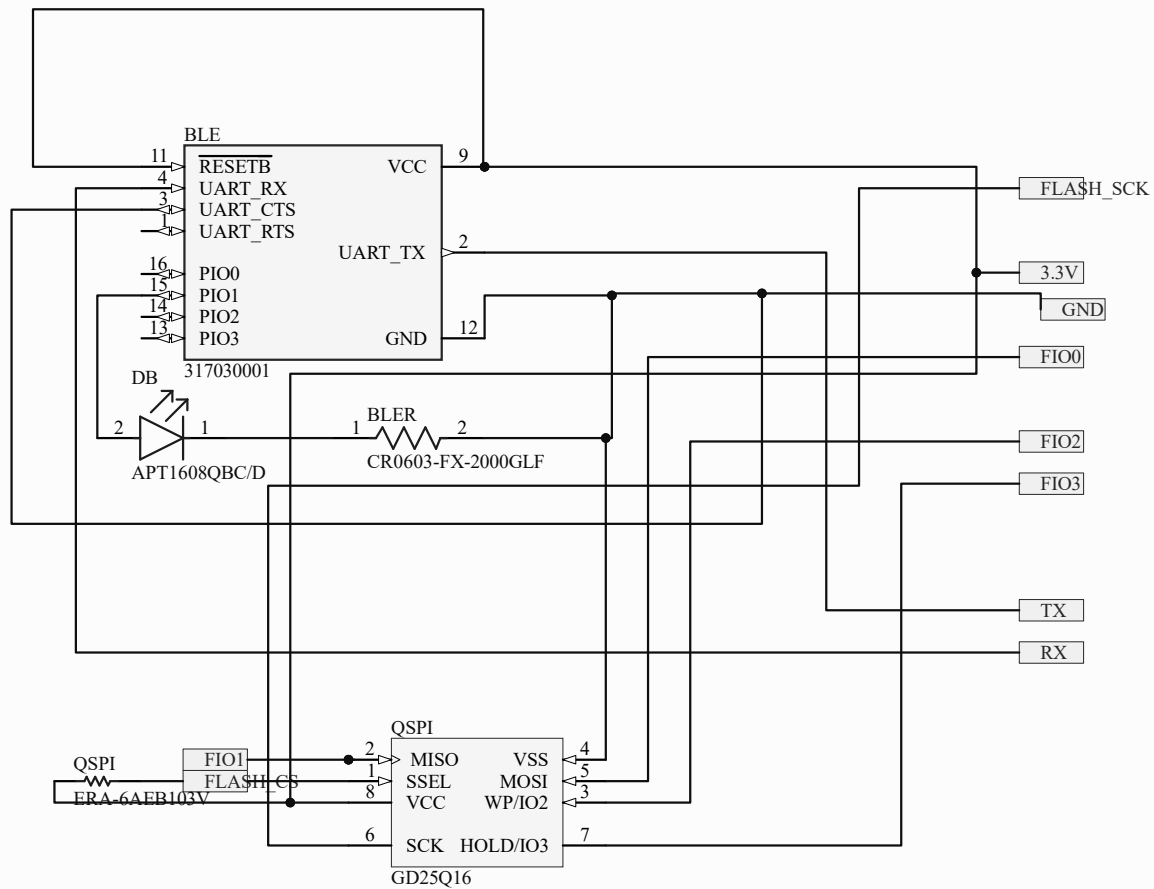 BLE
11 RESETB VCC 9
4 UART_RX FLASH_SCK
3 UART_CTS
1 UART_RTS
UART_TX 2
16 PIO0 3.3V
15 PIO1
14 PIO2 GND
13 PIO3 GND 12
FIO0
317030001
DB
BLER
2 1 1 2 FIO2
APT1608QBC/D CR0603-FX-2000GLF
FIO3
TX
RX
QSPI
QSPI FIO1 2 MISO VSS 4
FLASH_CS 1 SSEL MOSI 5
ERA-6AEB103V 8 VCC WP/IO2 3
6 SCK HOLD/IO3 7
GD25Q16